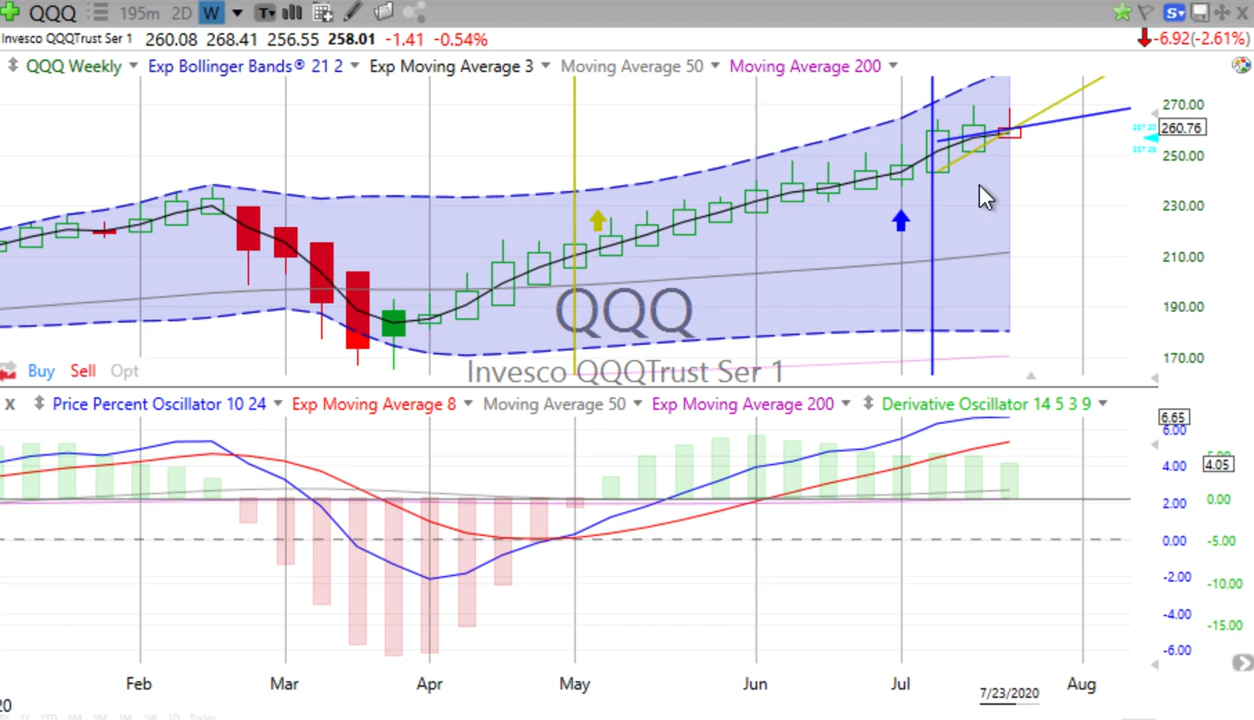 QQQ 195m 2D W T S
Invesco QQQTrust Ser 1 260.08 268.41 256.55 258.01 -1.41 -0.54% -6.92(-2.61%)
QQQ Weekly Exp Bollinger Bands® 21 2 Exp Moving Average 3 Moving Average 50 Moving Average 200
270.00
260.76
250.00
230.00
210.00
190.00
170.00
QQQ
Invesco QQQTrust Ser 1
Buy Sell Opt
X Price Percent Oscillator 10 24 Exp Moving Average 8 Moving Average 50 Exp Moving Average 200 Derivative Oscillator 14 5 3 9
6.65
6.00 5.00
4.00 4.05
2.00 0.00
0.00 -5.00
-2.00 -10.00
-4.00 -15.00
-6.00
Feb Mar Apr May Jun Jul Aug
7/23/2020
20